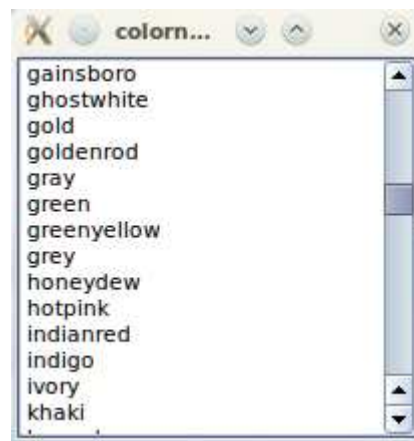 colorn...
gainsboro
ghostwhite
gold
goldenrod
gray
green
greenyellow
grey
honeydew
hotpink
indianred
indigo
ivory
khaki